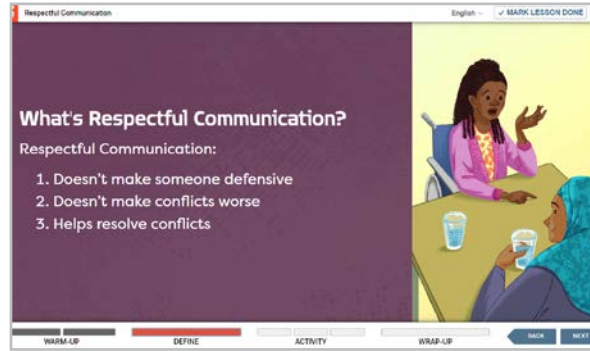 Respectful Communication
English
✓ MARK LESSON DONE
What's Respectful Communication?
Respectful Communication:
1. Doesn't make someone defensive
2. Doesn't make conflicts worse
3. Helps resolve conflicts
WARM-UP
DEFINE
ACTIVITY
WRAP-UP
BACK
NEXT